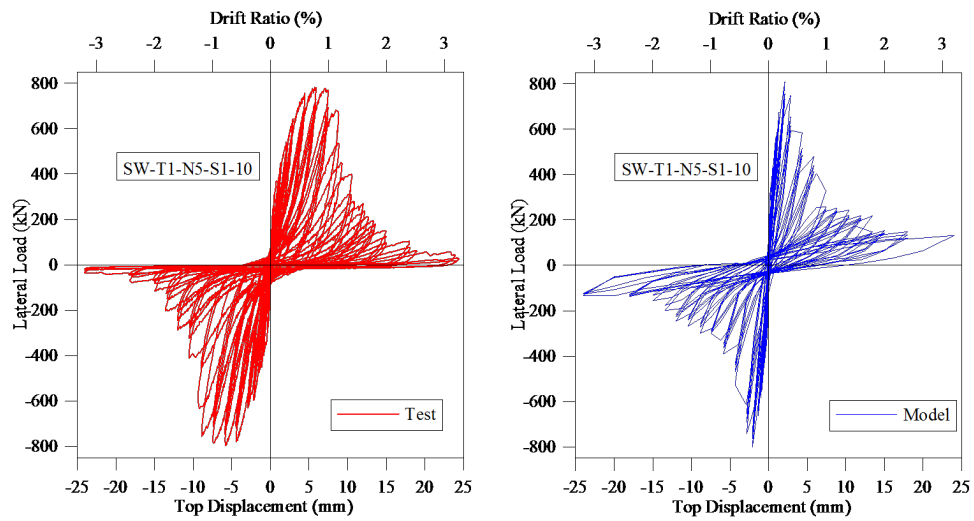 Drift Ratio (%)
-3 -2 -1 0 1 2 3
800
600
400
200
0
-200
-400
-600
-800
Lateral Load (kN)
SW-T1-N5-S1-10
Test
-25 -20 -15 -10 -5 0 5 10 15 20 25
Top Displacement (mm)
Drift Ratio (%)
-3 -2 -1 0 1 2 3
800
600
400
200
0
-200
-400
-600
-800
Lateral Load (kN)
SW-T1-N5-S1-10
Model
-25 -20 -15 -10 -5 0 5 10 15 20 25
Top Displacement (mm)